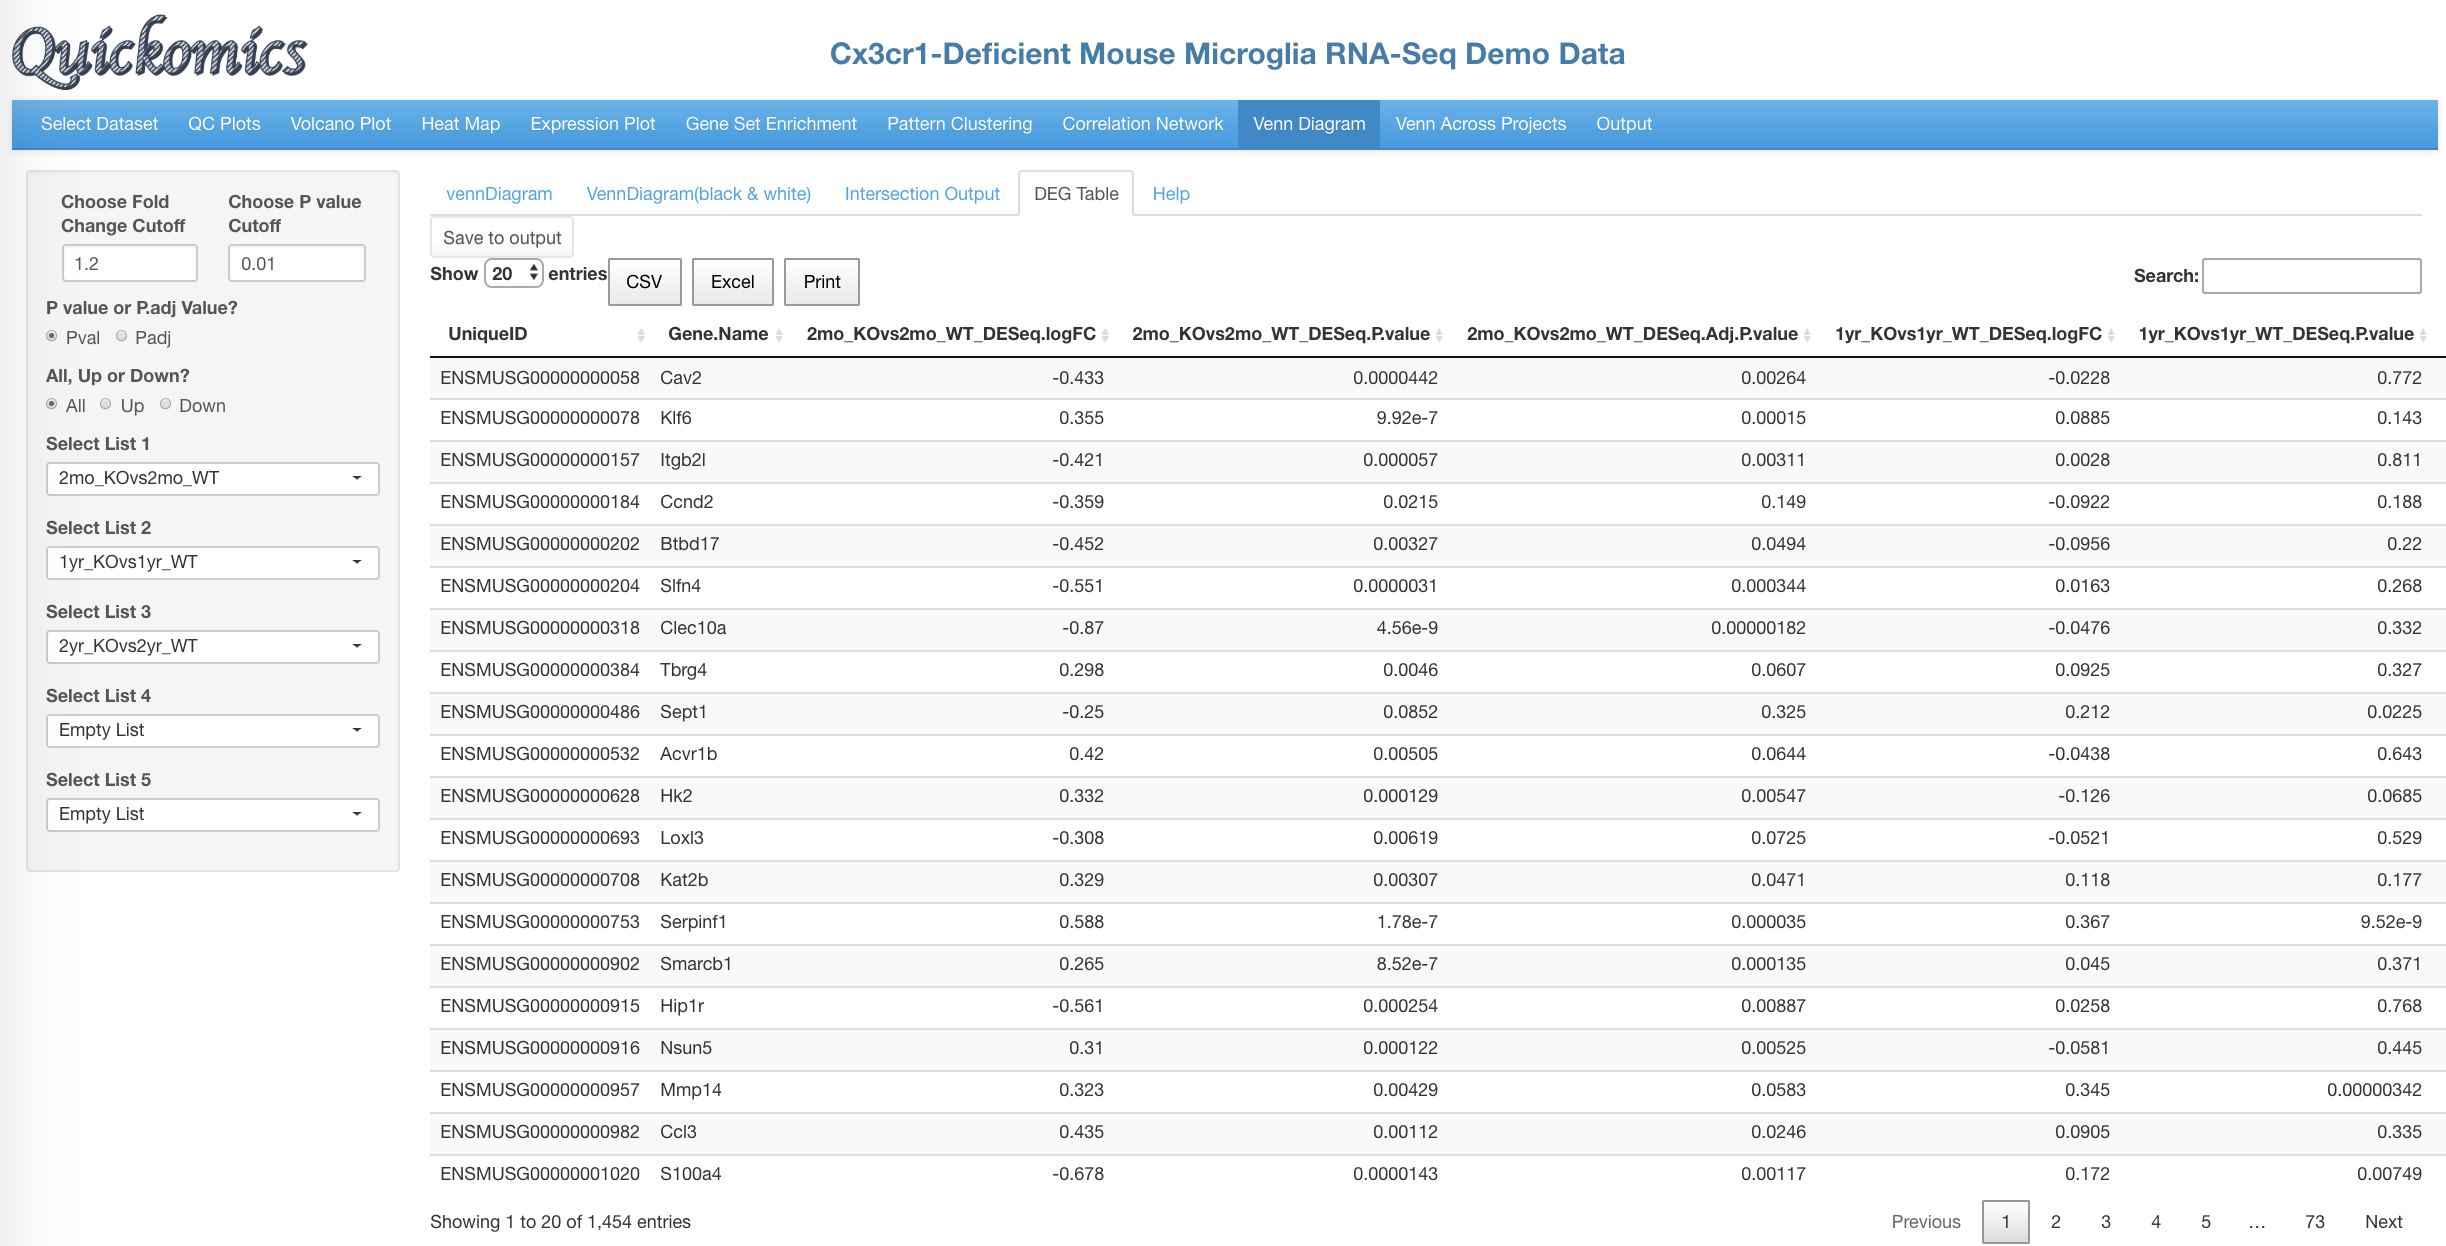 Quickomics
Cx3cr1-Deficient Mouse Microglia RNA-Seq Demo Data
Select Dataset QC Plots Volcano Plot Heat Map Expression Plot Gene Set Enrichment Pattern Clustering Correlation Network Venn Diagram Venn Across Projects Output
Choose Fold Change Cutoff
1.2
Choose P value Cutoff
0.01
P value or P.adj Value?
Pval Padj
All, Up or Down?
All Up Down
Select List 1
2mo_KOvs2mo_WT
Select List 2
1yr_KOvs1yr_WT
Select List 3
2yr_KOvs2yr_WT
Select List 4
Empty List
Select List 5
Empty List
vennDiagram VennDiagram(black & white) Intersection Output DEG Table Help
Save to output
Show 20 entries CSV Excel Print Search:
UniqueID Gene.Name 2mo_KOvs2mo_WT_DESeq.logFC 2mo_KOvs2mo_WT_DESeq.P.value 2mo_KOvs2mo_WT_DESeq.Adj.P.value 1yr_KOvs1yr_WT_DESeq.logFC 1yr_KOvs1yr_WT_DESeq.P.value
ENSMUSG00000000058 Cav2 -0.433 0.0000442 0.00264 -0.0228 0.772
ENSMUSG00000000078 Klf6 0.355 9.92e-7 0.00015 0.0885 0.143
ENSMUSG00000000157 Itgb2l -0.421 0.000057 0.00311 0.0028 0.811
ENSMUSG00000000184 Ccnd2 -0.359 0.0215 0.149 -0.0922 0.188
ENSMUSG00000000202 Btbd17 -0.452 0.00327 0.0494 -0.0956 0.22
ENSMUSG00000000204 Slfn4 -0.551 0.0000031 0.000344 0.0163 0.268
ENSMUSG00000000318 Clec10a -0.87 4.56e-9 0.00000182 -0.0476 0.332
ENSMUSG00000000384 Tbrg4 0.298 0.0046 0.0607 0.0925 0.327
ENSMUSG00000000486 Sept1 -0.25 0.0852 0.325 0.212 0.0225
ENSMUSG00000000532 Acvr1b 0.42 0.00505 0.0644 -0.0438 0.643
ENSMUSG00000000628 Hk2 0.332 0.000129 0.00547 -0.126 0.0685
ENSMUSG00000000693 Loxl3 -0.308 0.00619 0.0725 -0.0521 0.529
ENSMUSG00000000708 Kat2b 0.329 0.00307 0.0471 0.118 0.177
ENSMUSG00000000753 Serpinf1 0.588 1.78e-7 0.000035 0.367 9.52e-9
ENSMUSG00000000902 Smarcb1 0.265 8.52e-7 0.000135 0.045 0.371
ENSMUSG00000000915 Hip1r -0.561 0.000254 0.00887 0.0258 0.768
ENSMUSG00000000916 Nsun5 0.31 0.000122 0.00525 -0.0581 0.445
ENSMUSG00000000957 Mmp14 0.323 0.00429 0.0583 0.345 0.00000342
ENSMUSG00000000982 Ccl3 0.435 0.00112 0.0246 0.0905 0.335
ENSMUSG00000001020 S100a4 -0.678 0.0000143 0.00117 0.172 0.00749
Showing 1 to 20 of 1,454 entries Previous 1 2 3 4 5 … 73 Next